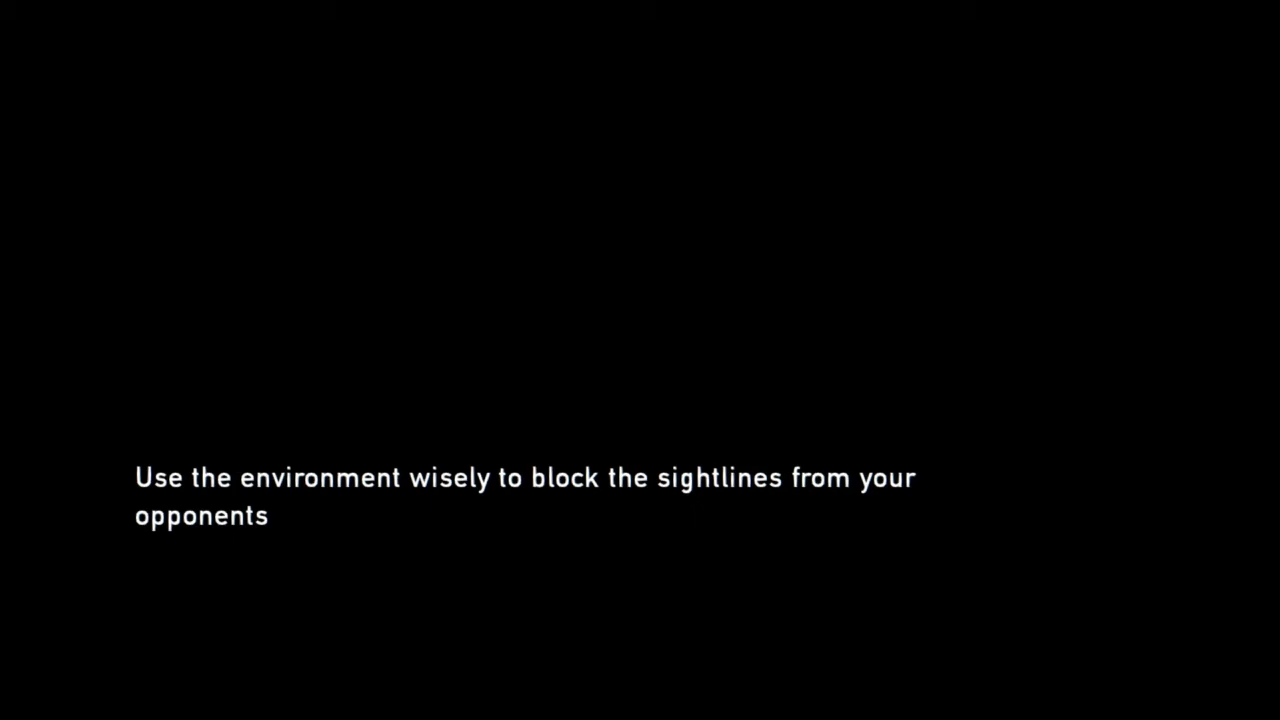 Use the environment wisely to block the sightlines from your
opponents